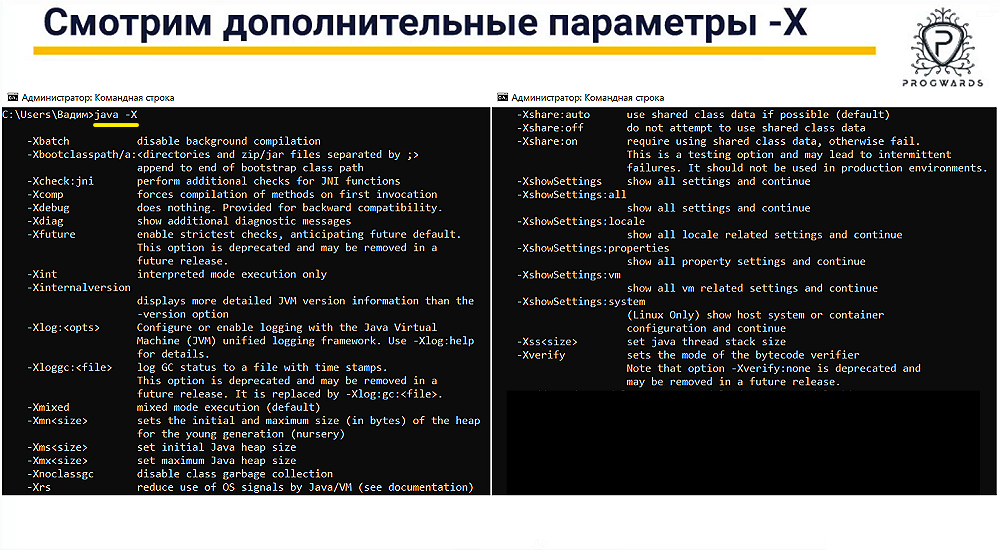 Смотрим дополнительные параметры -X
PROGWARDS
Администратор: Командная строка
C:\Users\Вадим>java -X
-Xbatch disable background compilation
-Xbootclasspath/a:<directories and zip/jar files separated by ;>
append to end of bootstrap class path
-Xcheck:jni perform additional checks for JNI functions
-Xcomp forces compilation of methods on first invocation
-Xdebug does nothing. Provided for backward compatibility.
-Xdiag show additional diagnostic messages
-Xfuture enable strictest checks, anticipating future default.
This option is deprecated and may be removed in a
future release.
-Xint interpreted mode execution only
-Xinternalversion
displays more detailed JVM version information than the
-version option
-Xlog:<opts> Configure or enable logging with the Java Virtual
Machine (JVM) unified logging framework. Use -Xlog:help
for details.
-Xloggc:<file> log GC status to a file with time stamps.
This option is deprecated and may be removed in a
future release. It is replaced by -Xlog:gc:<file>.
-Xmixed mixed mode execution (default)
-Xmn<size> sets the initial and maximum size (in bytes) of the heap
for the young generation (nursery)
-Xms<size> set initial Java heap size
-Xmx<size> set maximum Java heap size
-Xnoclassgc disable class garbage collection
-Xrs reduce use of OS signals by Java/VM (see documentation)
Администратор: Командная строка
-Xshare:auto use shared class data if possible (default)
-Xshare:off do not attempt to use shared class data
-Xshare:on require using shared class data, otherwise fail.
This is a testing option and may lead to intermittent
failures. It should not be used in production environments.
-XshowSettings show all settings and continue
-XshowSettings:all
show all settings and continue
-XshowSettings:locale
show all locale related settings and continue
-XshowSettings:properties
show all property settings and continue
-XshowSettings:vm
show all vm related settings and continue
-XshowSettings:system
(Linux Only) show host system or container
configuration and continue
-Xss<size> set java thread stack size
-Xverify sets the mode of the bytecode verifier
Note that option -Xverify:none is deprecated and
may be removed in a future release.